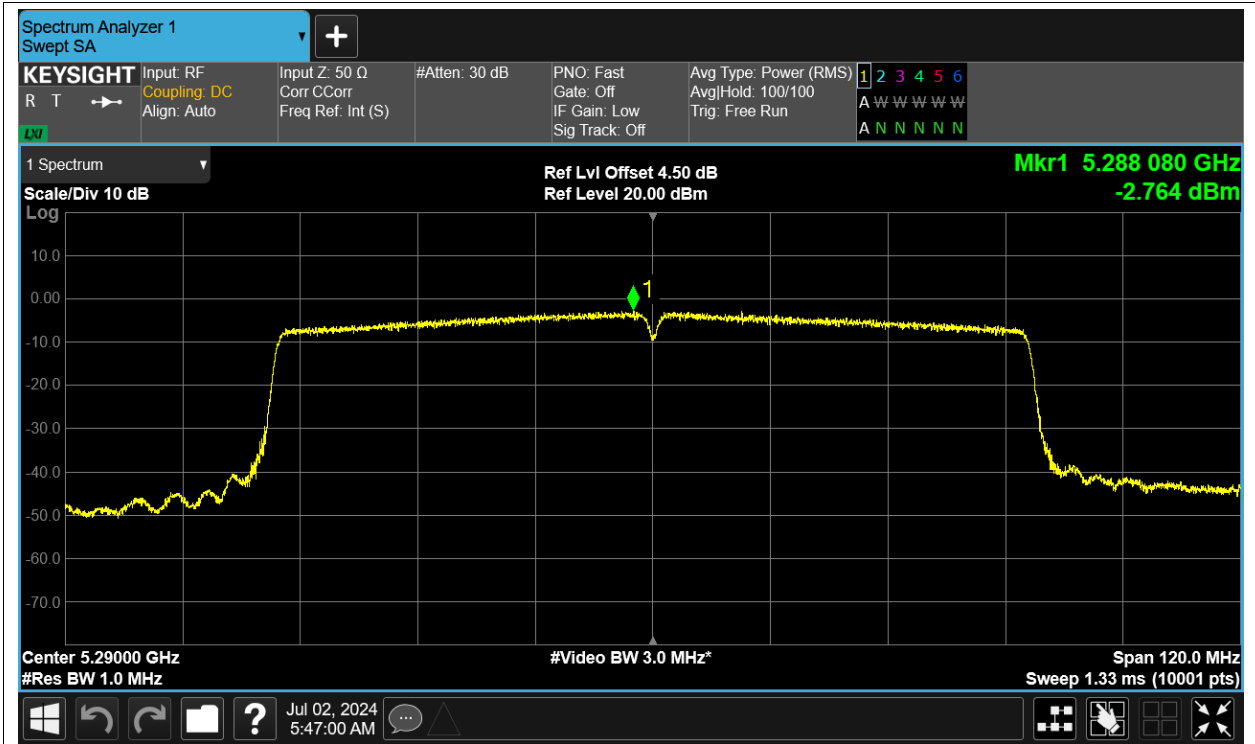 Spectrum Analyzer 1
Swept SA
KEYSIGHT
R T
LXI
Input: RF
Coupling: DC
Align: Auto
Input Z: 50 Ω
Corr CCorr
Freq Ref: Int (S)
#Atten: 30 dB
PNO: Fast
Gate: Off
IF Gain: Low
Sig Track: Off
Avg Type: Power (RMS)
Avg|Hold: 100/100
Trig: Free Run
1 2 3 4 5 6
A W W W W W
A N N N N N
1 Spectrum
Scale/Div 10 dB
Log
Ref Lvl Offset 4.50 dB
Ref Level 20.00 dBm
Mkr1 5.288 080 GHz
-2.764 dBm
10.0
0.00
-10.0
-20.0
-30.0
-40.0
-50.0
-60.0
-70.0
1
Center 5.29000 GHz
#Res BW 1.0 MHz
#Video BW 3.0 MHz*
Span 120.0 MHz
Sweep 1.33 ms (10001 pts)
?
Jul 02, 2024
5:47:00 AM